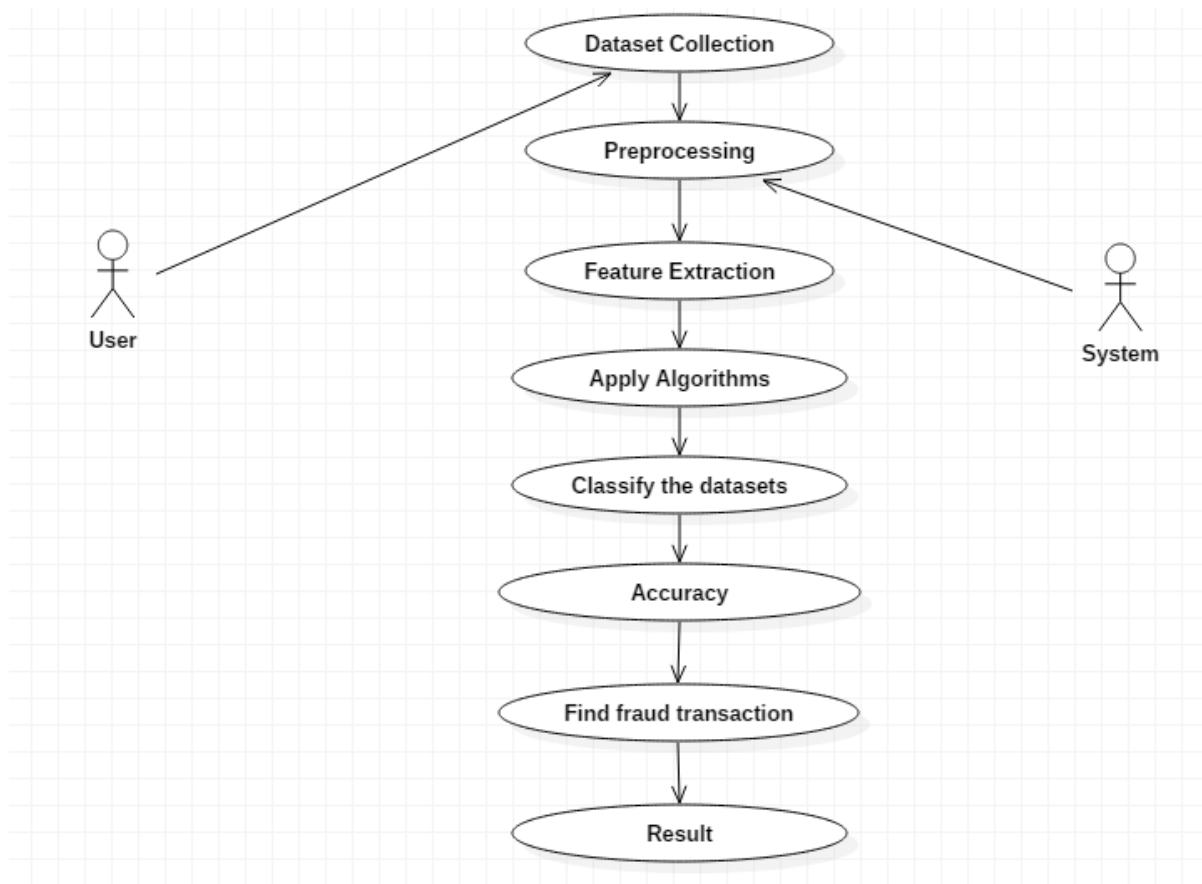 Dataset Collection
Preprocessing
Feature Extraction
User
System
Apply Algorithms
Classify the datasets
Accuracy
Find fraud transaction
Result